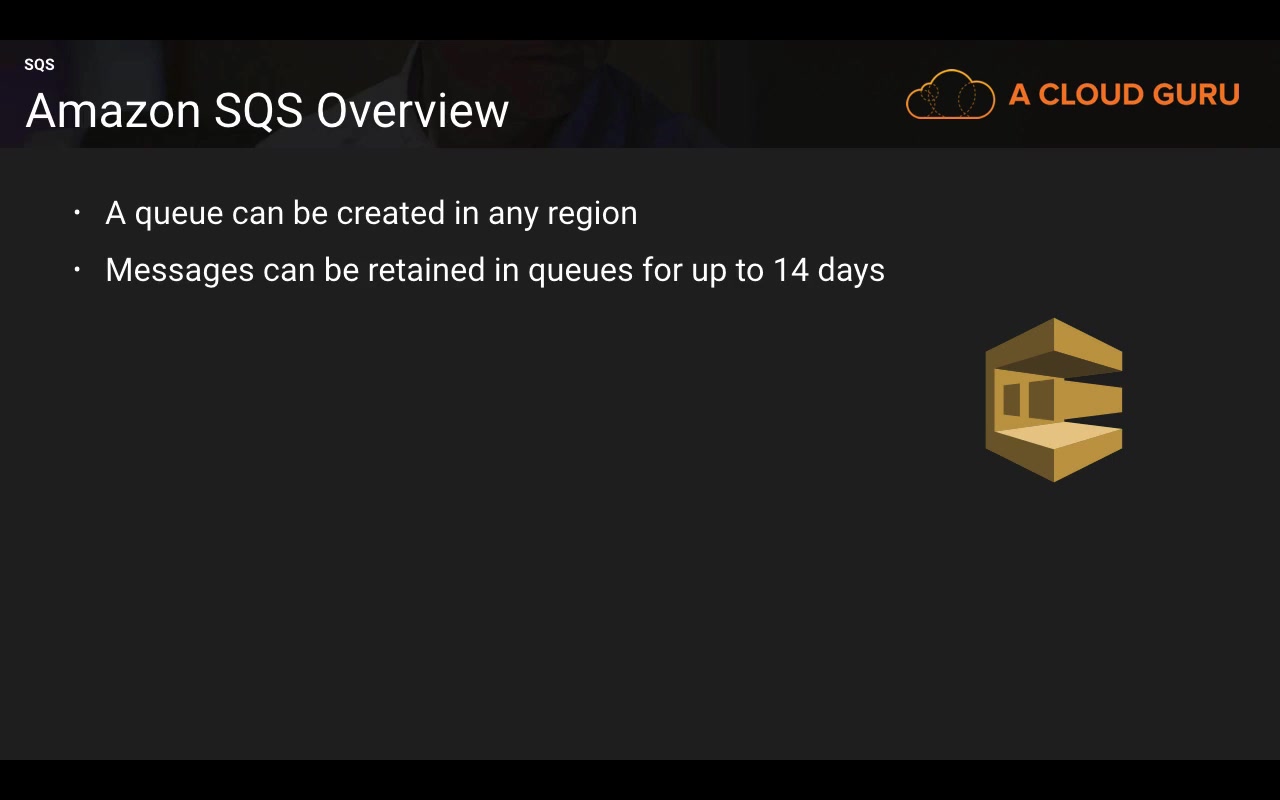 SQS
Amazon SQS Overview
A CLOUD GURU
• A queue can be created in any region
• Messages can be retained in queues for up to 14 days